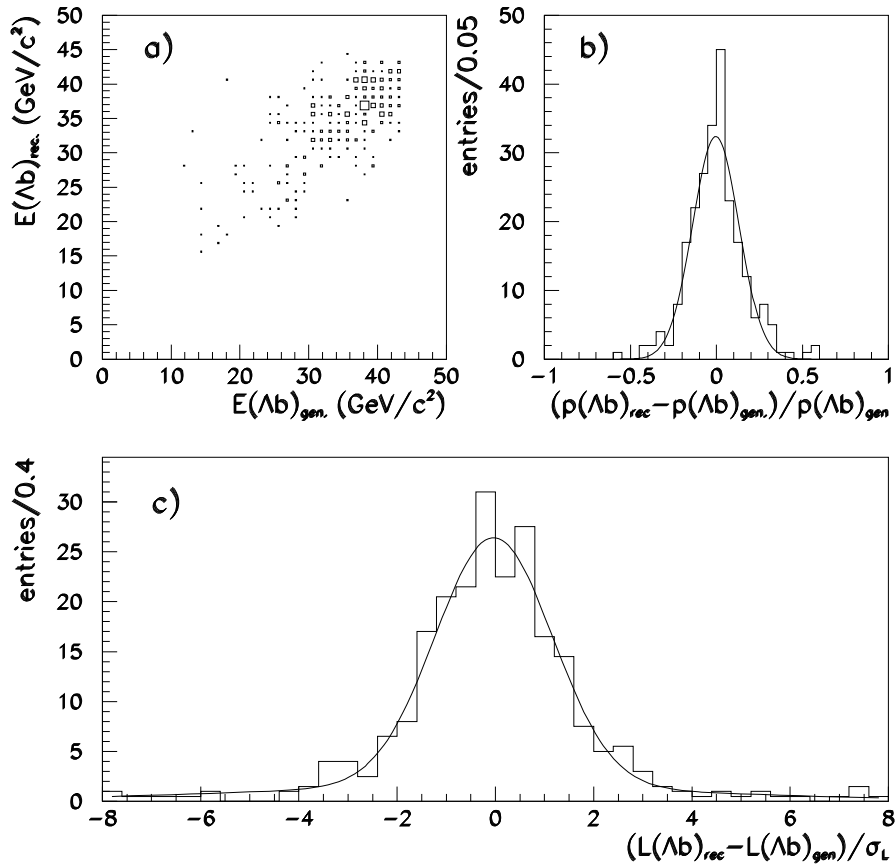 a)
E(Λb)rec. (GeV/c²)
50
45
40
35
30
25
20
15
10
5
0
0 10 20 30 40 50
E(Λb)gen. (GeV/c²)
b)
entries/0.05
50
40
30
20
10
0
−1 −0.5 0 0.5 1
(p(Λb)rec−p(Λb)gen.)/p(Λb)gen
c)
entries/0.4
30
25
20
15
10
5
0
−8 −6 −4 −2 0 2 4 6 8
(L(Λb)rec−L(Λb)gen)/σL